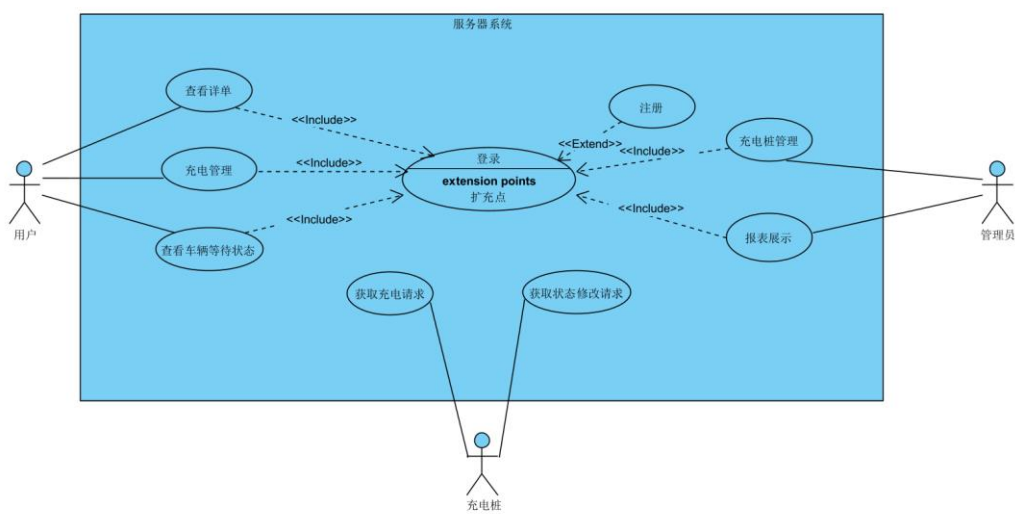 服务器系统
查看详单
注册
<<Include>>
充电桩管理
<<Extend>>
<<Include>>
登录
充电管理
<<Include>>
extension points
扩充点
用户
查看车辆等待状态
<<Include>>
<<Include>>
报表展示
管理员
获取充电请求
获取状态修改请求
充电桩